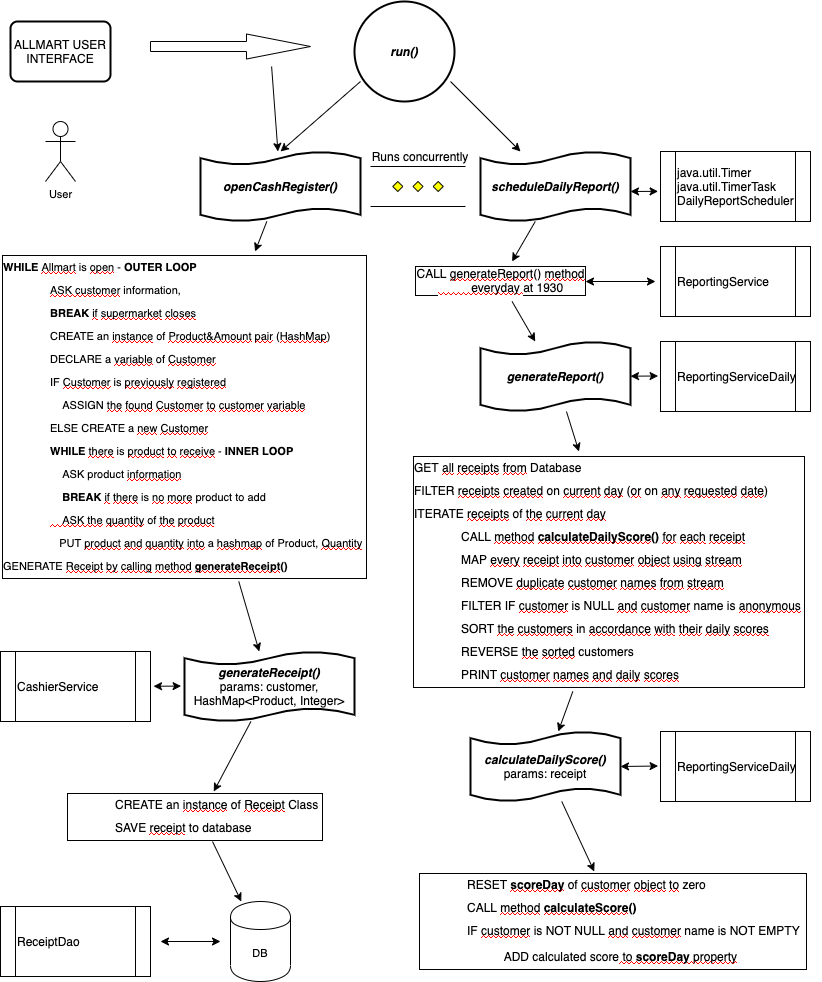 ALLMART USER
INTERFACE
run()
User
openCashRegister()
Runs concurrently
scheduleDailyReport()
java.util.Timer
java.util.TimerTask
DailyReportScheduler
WHILE Allmart is open - OUTER LOOP
ASK customer information,
BREAK if supermarket closes
CREATE an instance of Product&Amount pair (HashMap)
DECLARE a variable of Customer
IF Customer is previously registered
ASSIGN the found Customer to customer variable
ELSE CREATE a new Customer
WHILE there is product to receive - INNER LOOP
ASK product information
BREAK if there is no more product to add
ASK the quantity of the product
PUT product and quantity into a hashmap of Product, Quantity
GENERATE Receipt by calling method generateReceipt()
CALL generateReport() method
everyday at 1930
ReportingService
generateReport()
ReportingServiceDaily
GET all receipts from Database
FILTER receipts created on current day (or on any requested date)
ITERATE receipts of the current day
CALL method calculateDailyScore() for each receipt
MAP every receipt into customer object using stream
REMOVE duplicate customer names from stream
FILTER IF customer is NULL and customer name is anonymous
SORT the customers in accordance with their daily scores
REVERSE the sorted customers
PRINT customer names and daily scores
CashierService
generateReceipt()
params: customer,
HashMap<Product, Integer>
calculateDailyScore()
params: receipt
ReportingServiceDaily
CREATE an instance of Receipt Class
SAVE receipt to database
ReceiptDao
DB
RESET scoreDay of customer object to zero
CALL method calculateScore()
IF customer is NOT NULL and customer name is NOT EMPTY
ADD calculated score to scoreDay property